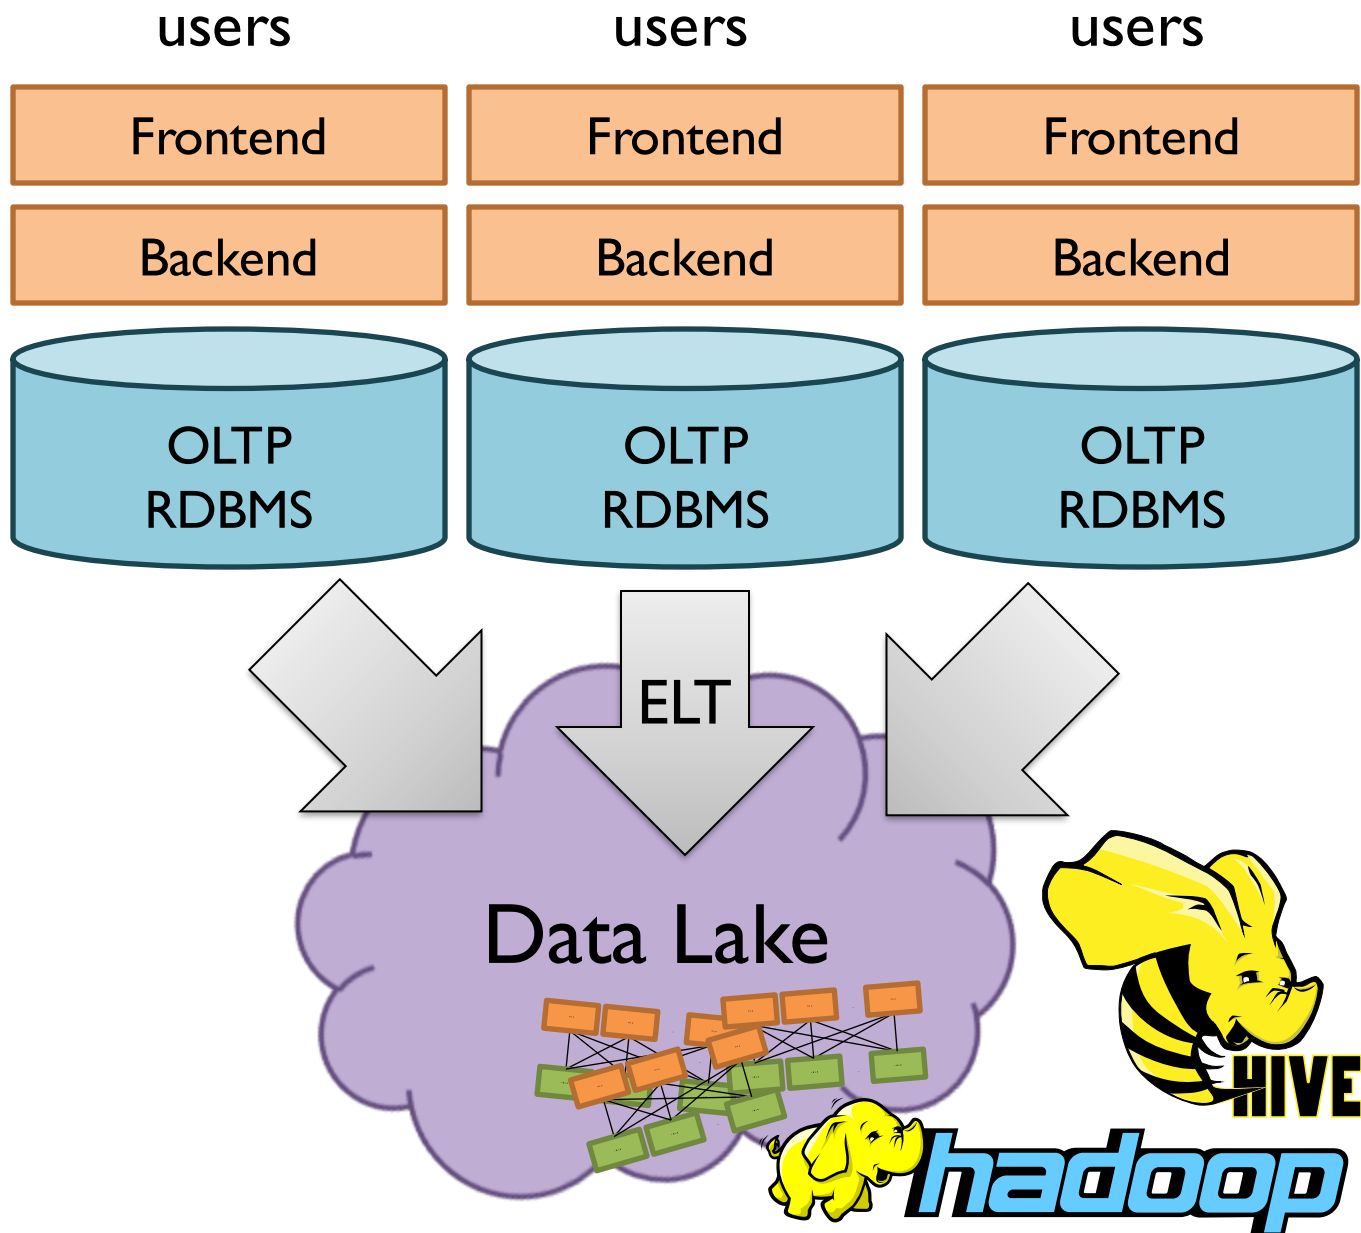 users
users
users
Frontend
Frontend
Frontend
Backend
Backend
Backend
OLTP
RDBMS
OLTP
RDBMS
OLTP
RDBMS
ELT
Data Lake
HIVE
hadoop